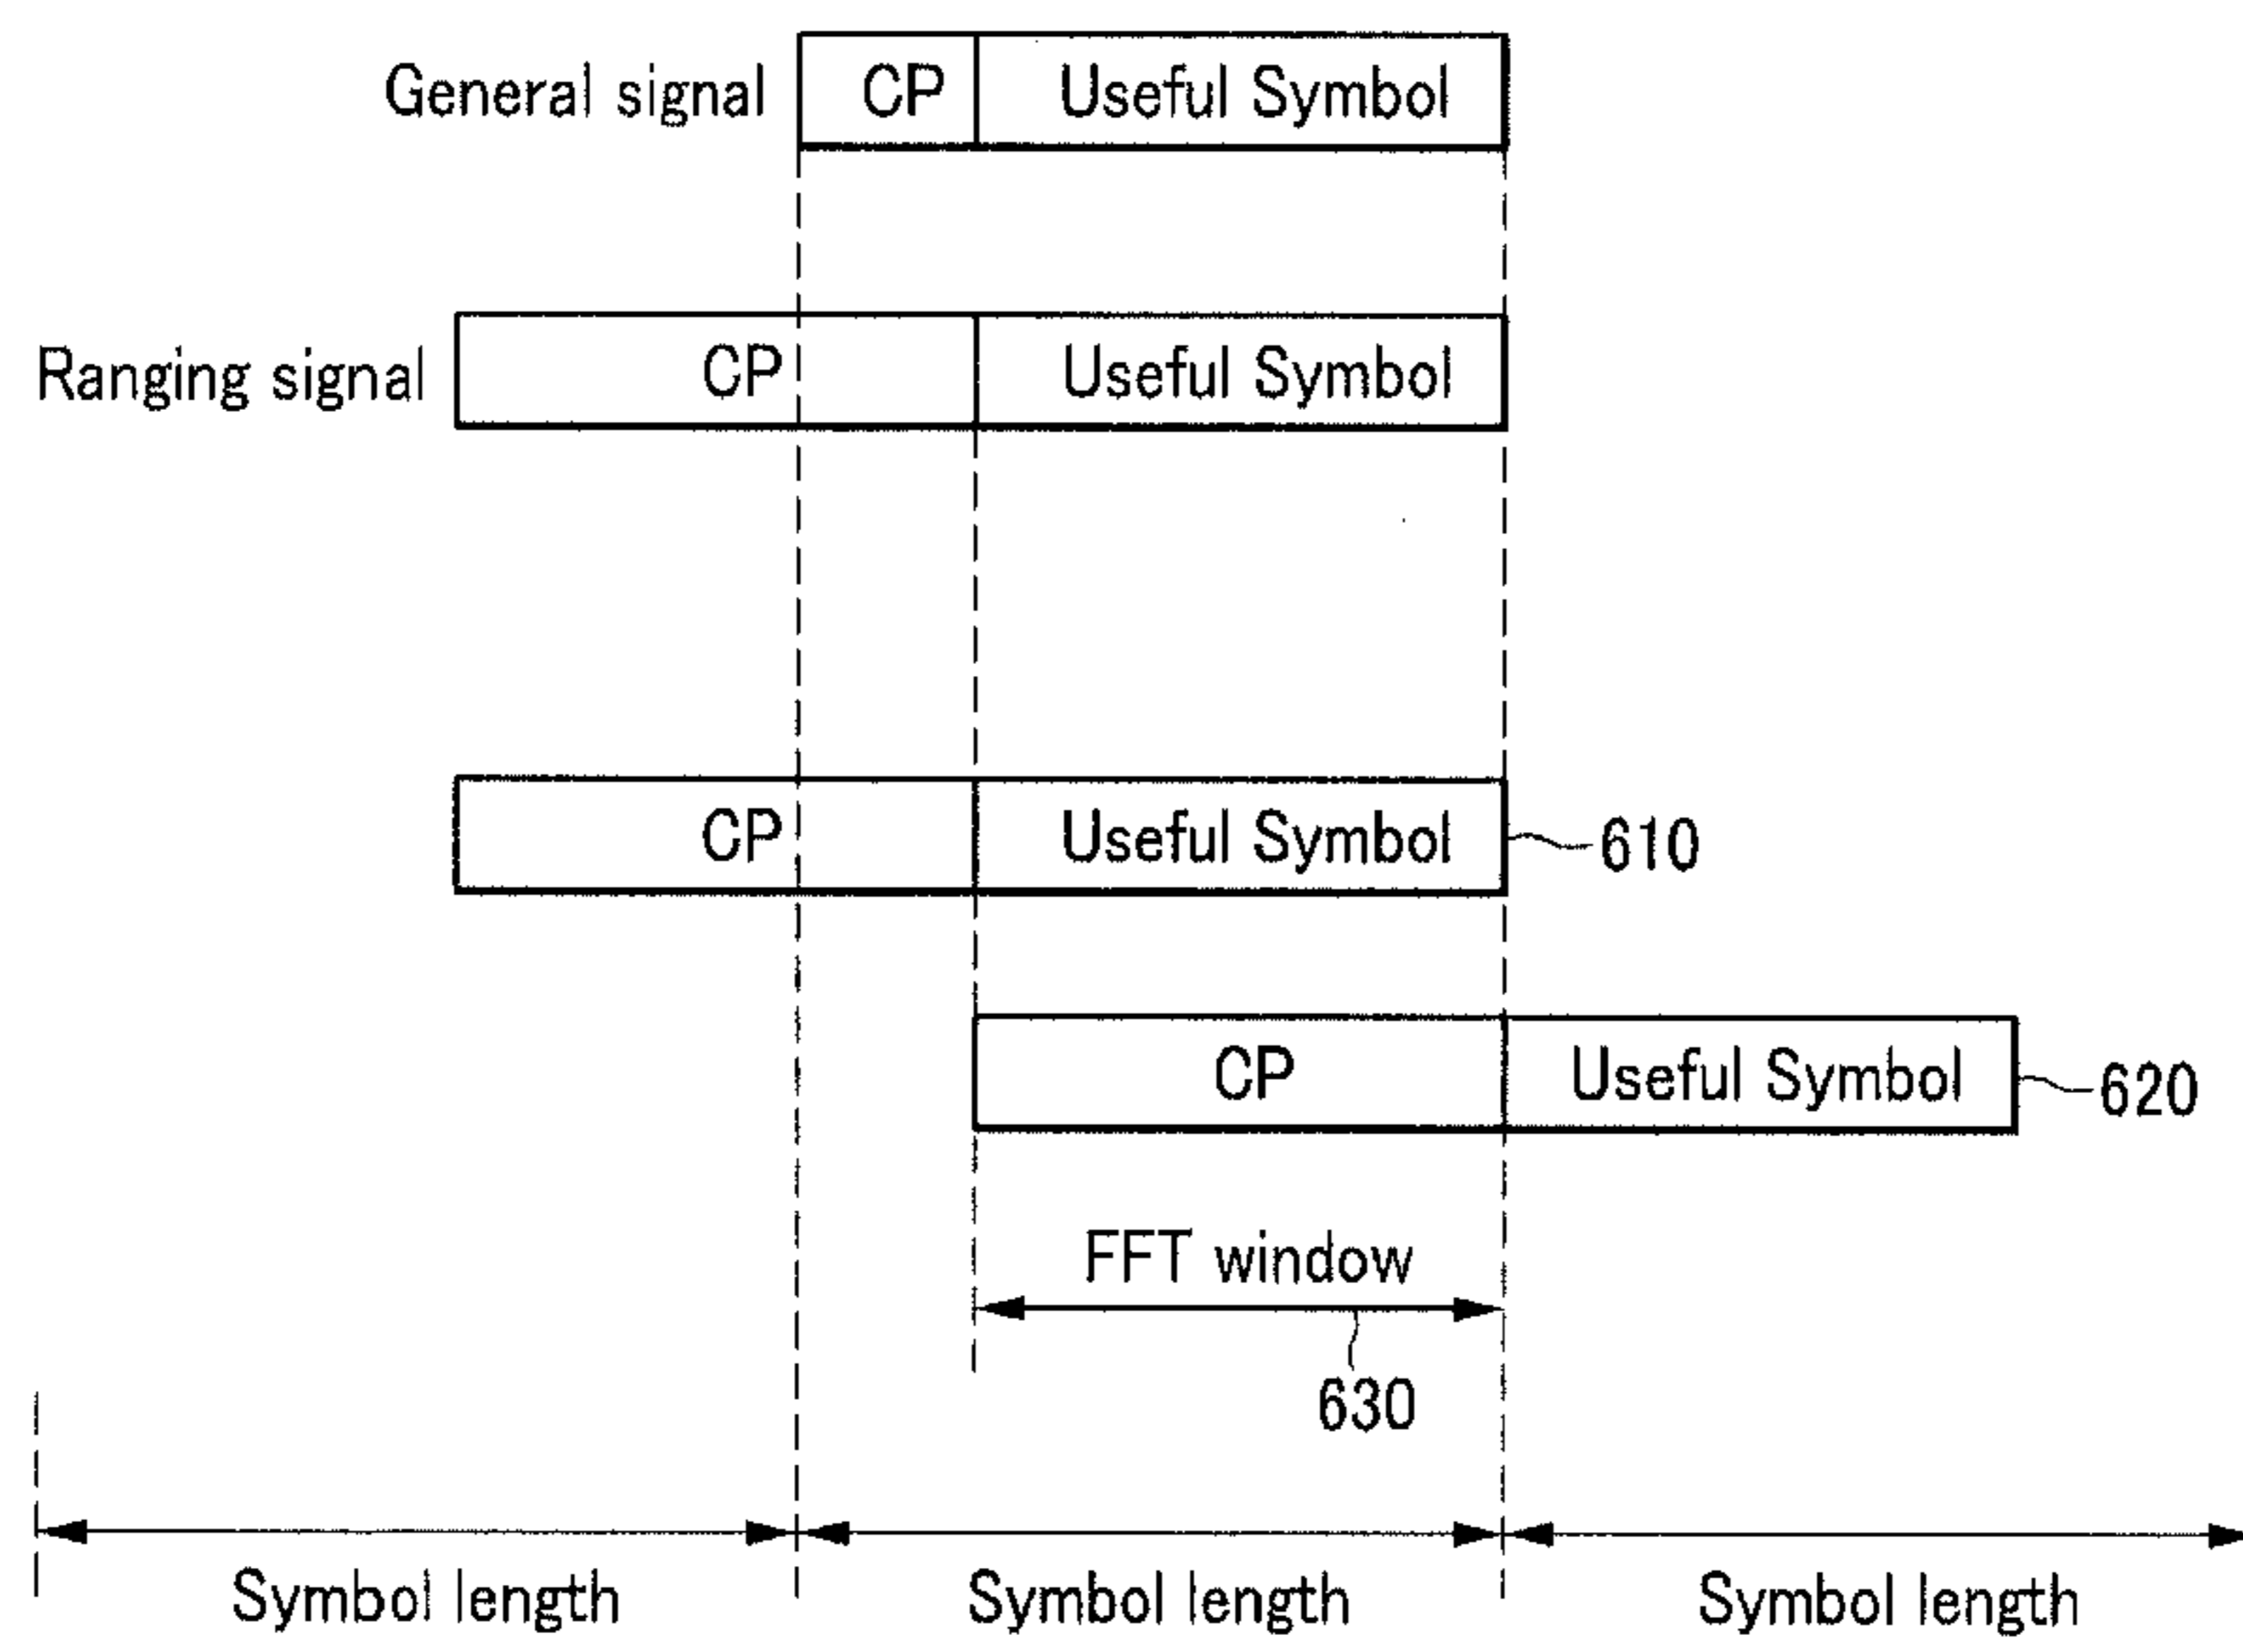 General signal CP Useful Symbol
Ranging signal CP Useful Symbol
CP Useful Symbol 610
CP Useful Symbol 620
FFT window
630
Symbol length Symbol length Symbol length